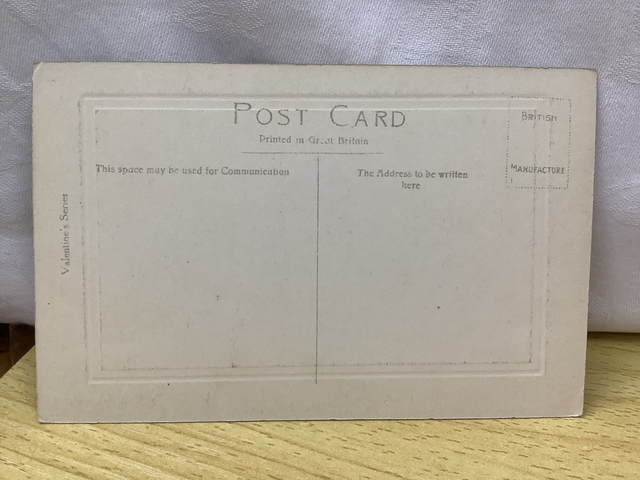 POST CARD
Printed in Great Britain
This space may be used for Communication
The Address to be written
here
BRITISH
MANUFACTURE
Valentine's Series